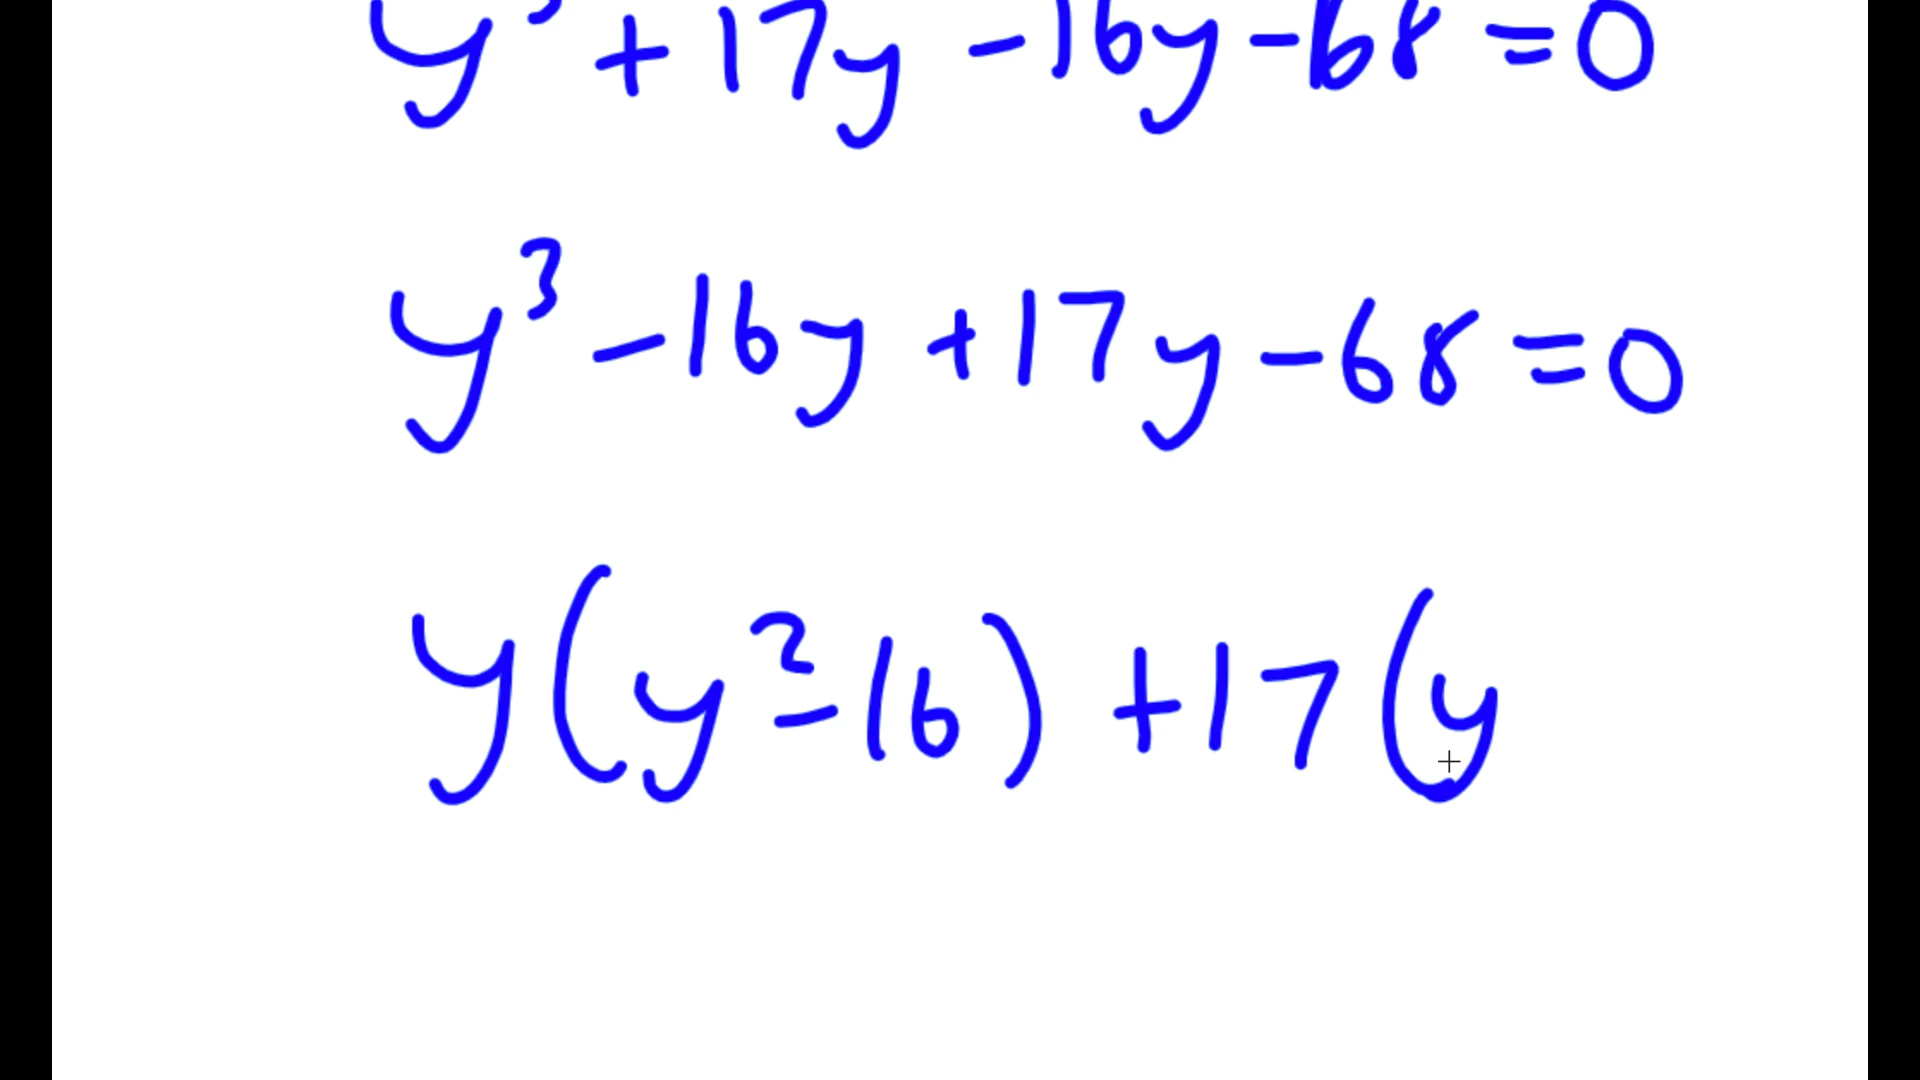 y³ + 17y - 16y - 68 = 0
y³ - 16y + 17y - 68 = 0
y(y² - 16) + 17(y